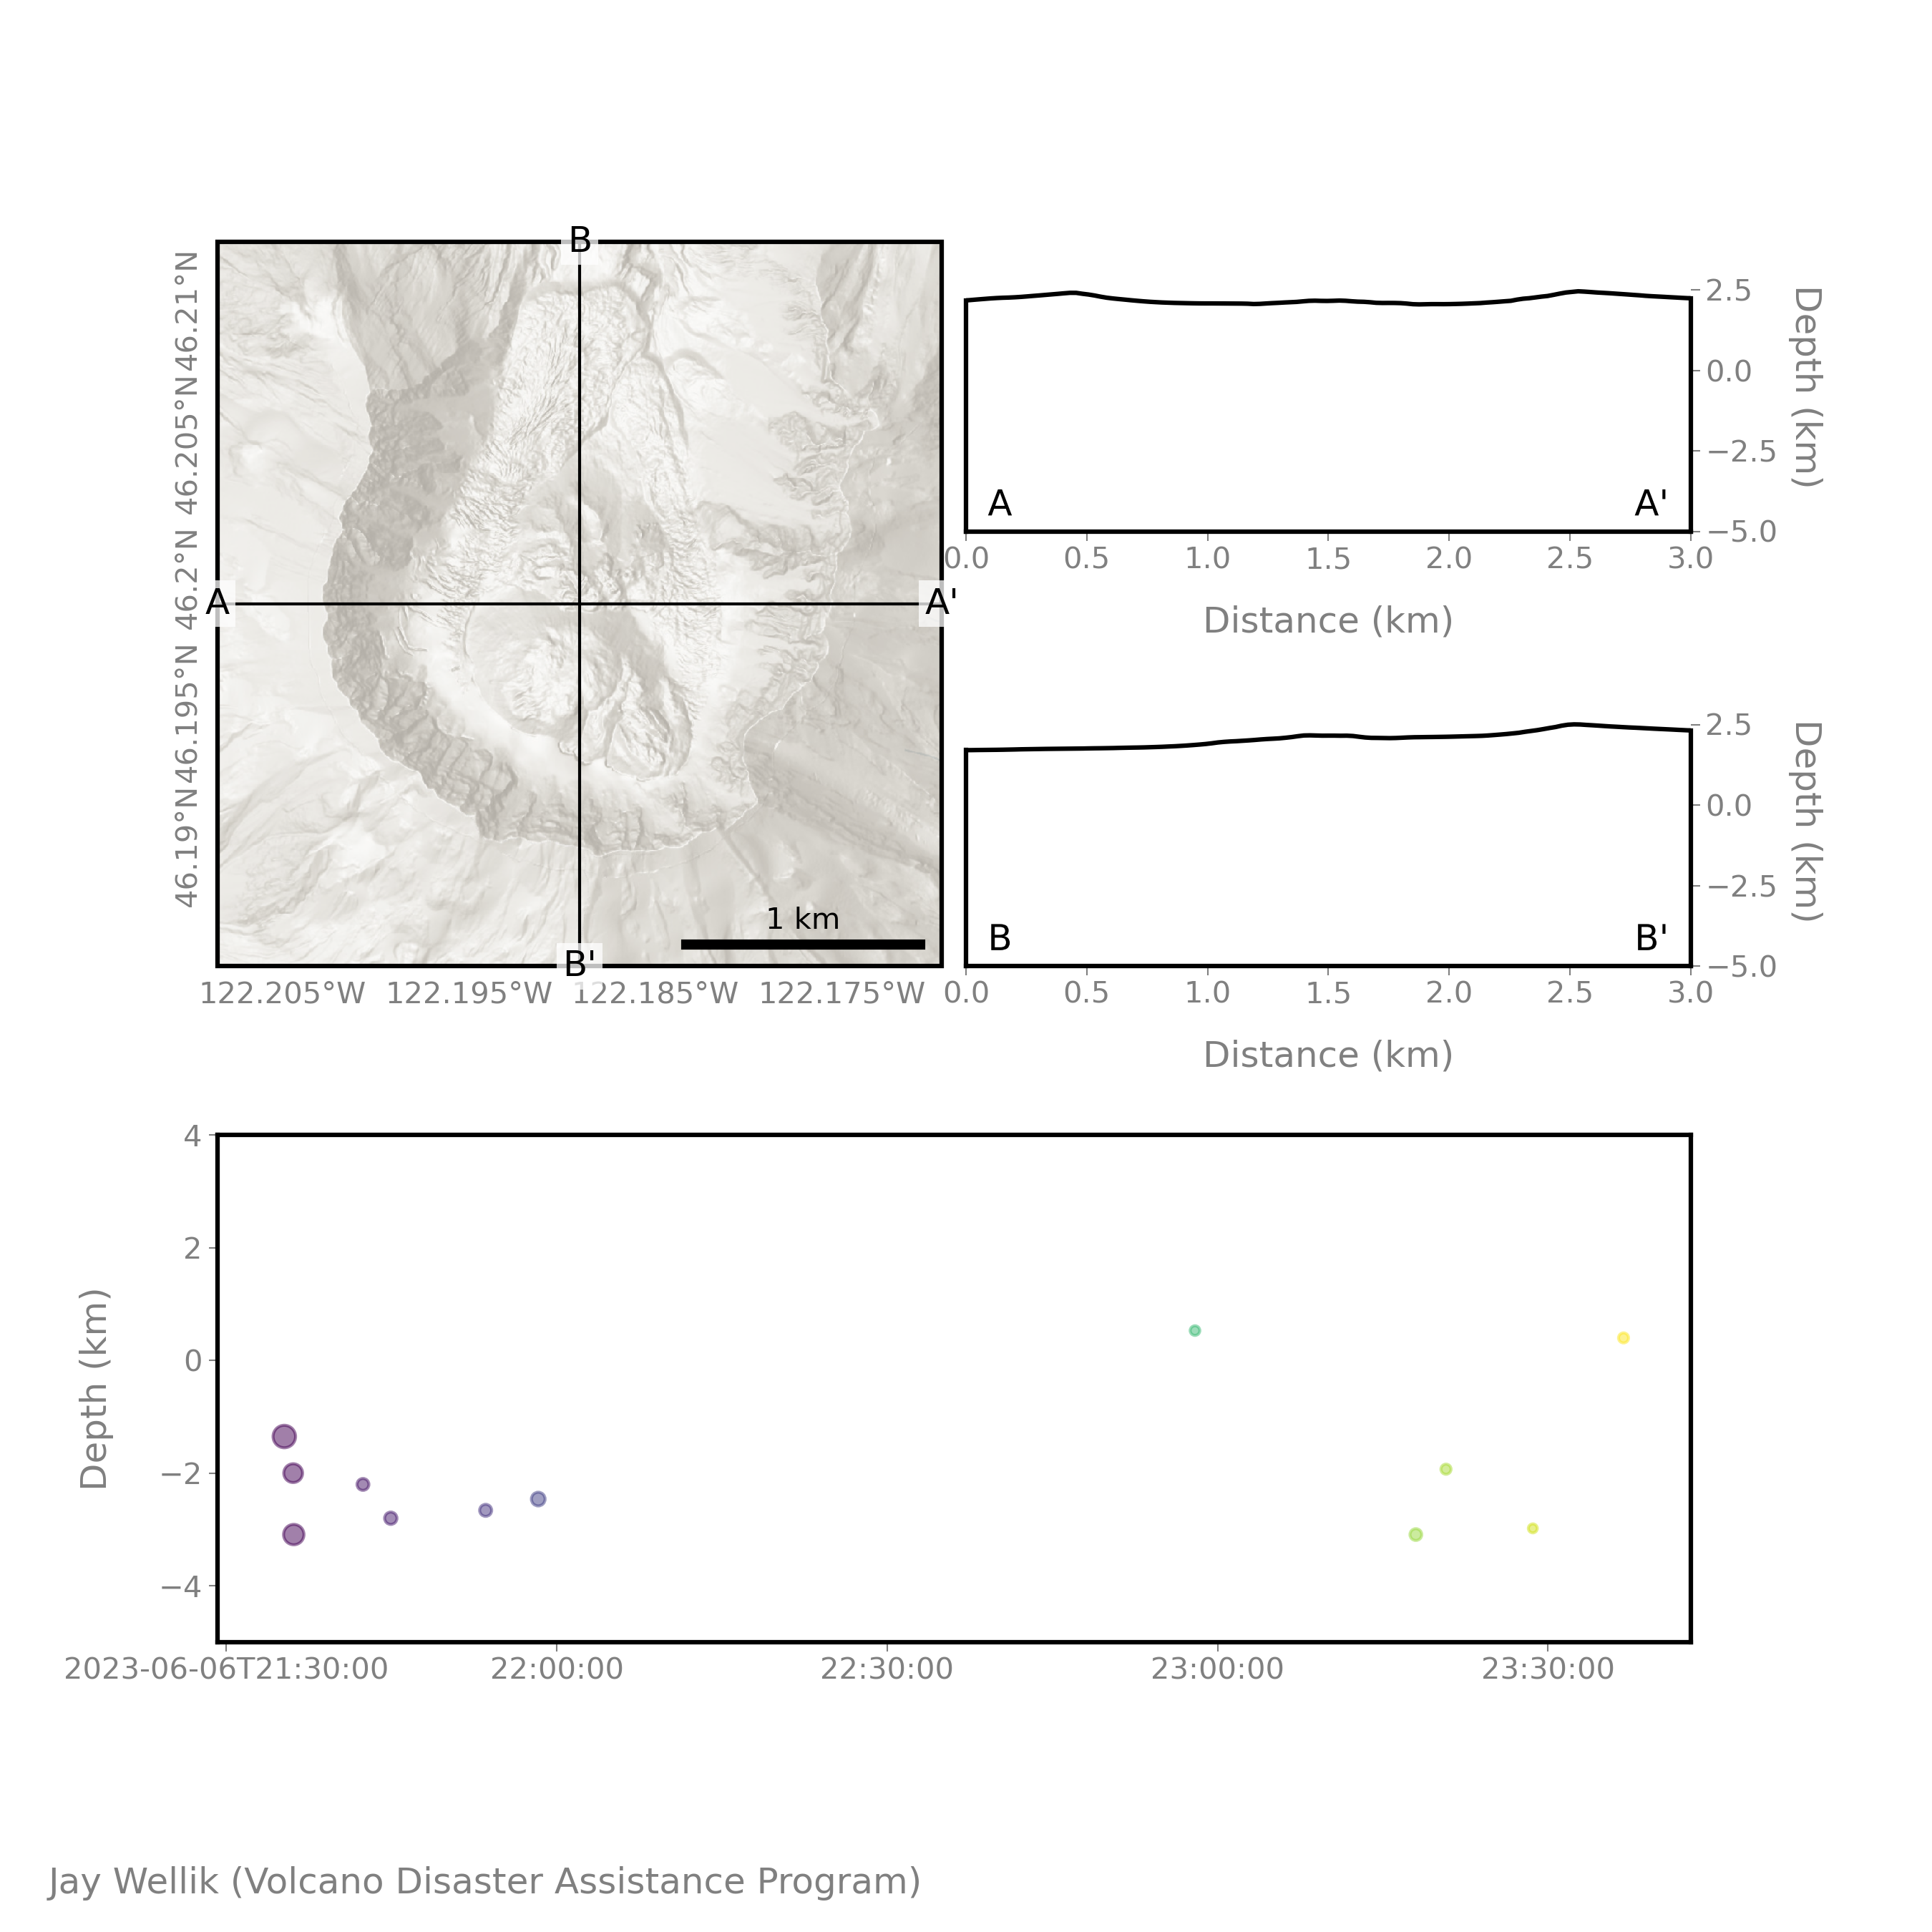 B
46.21°N
46.205°N
46.2°N
46.195°N
46.19°N
A
A'
1 km
B'
122.205°W 122.195°W 122.185°W 122.175°W
2.5
0.0
−2.5
−5.0
Depth (km)
A A'
0.0 0.5 1.0 1.5 2.0 2.5 3.0
Distance (km)
2.5
0.0
−2.5
−5.0
Depth (km)
B B'
0.0 0.5 1.0 1.5 2.0 2.5 3.0
Distance (km)
4
2
0
−2
−4
Depth (km)
2023-06-06T21:30:00 22:00:00 22:30:00 23:00:00 23:30:00
Jay Wellik (Volcano Disaster Assistance Program)